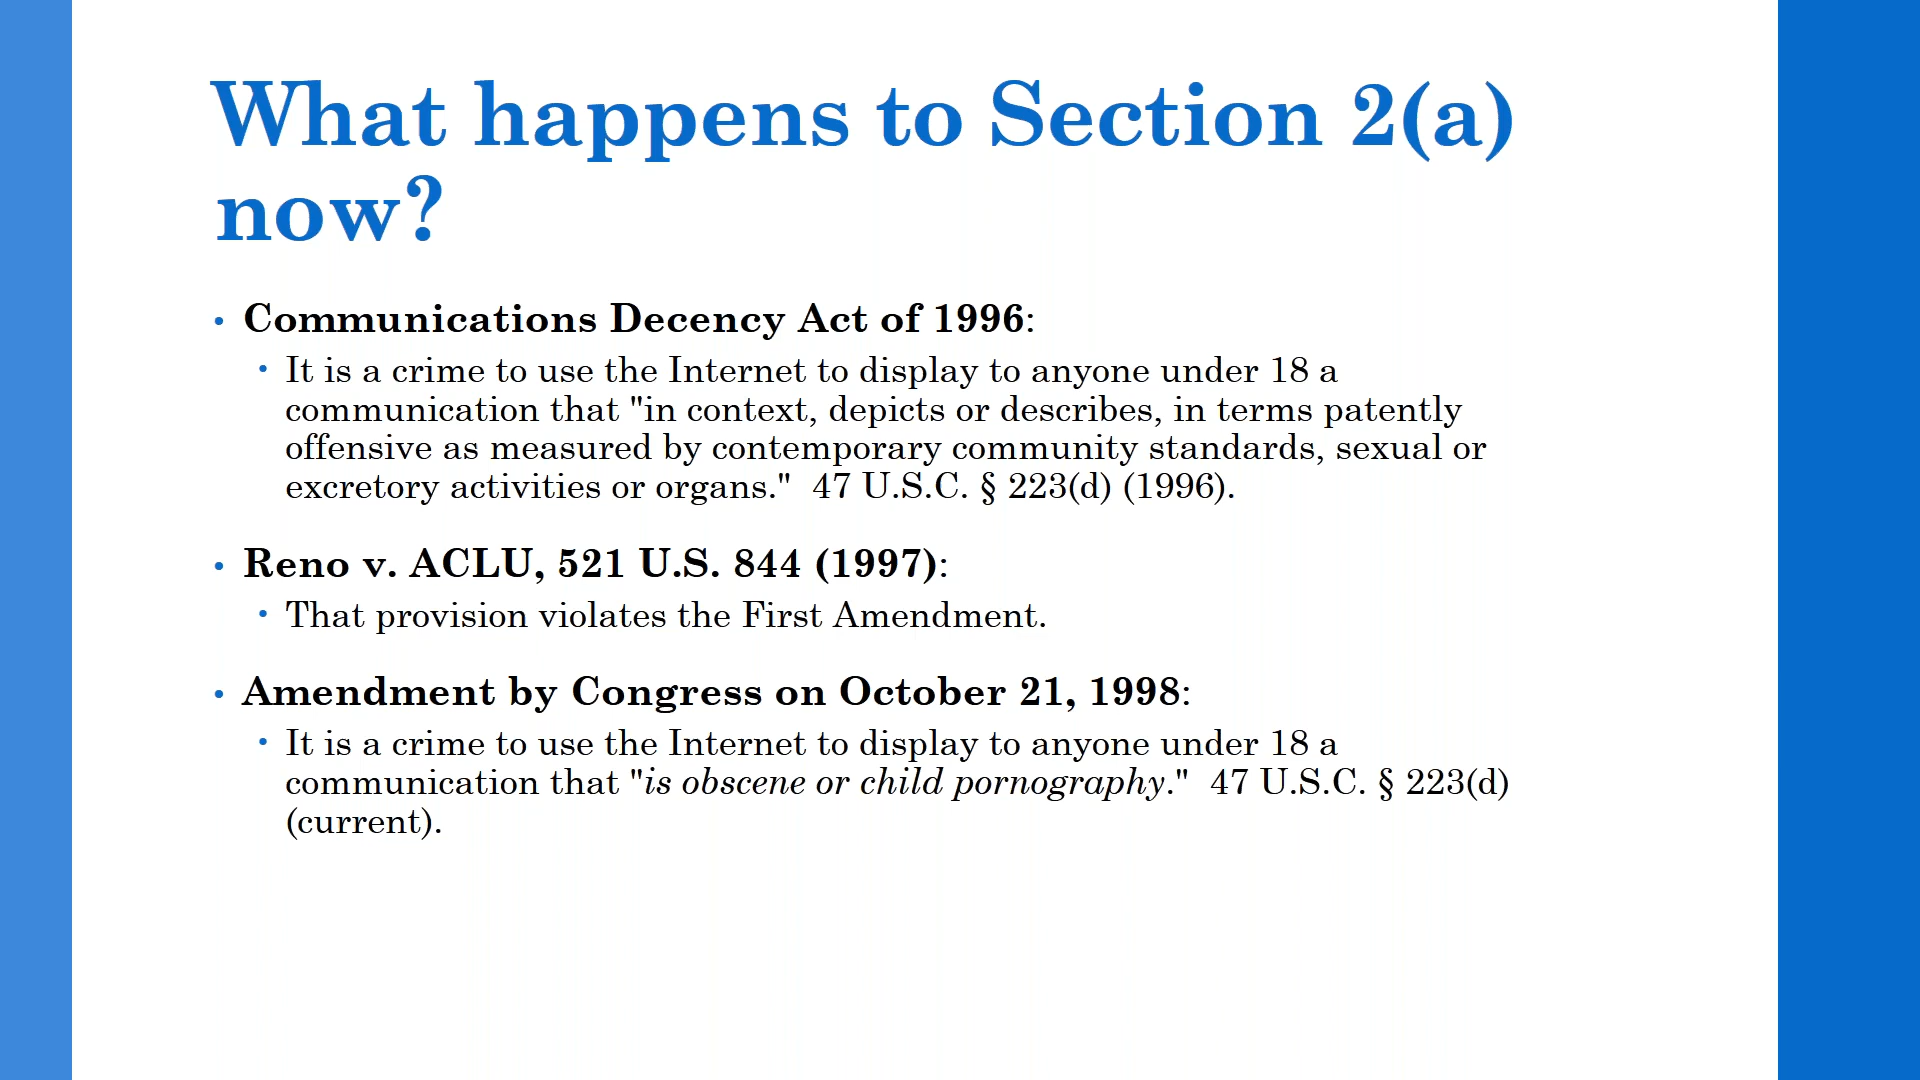 What happens to Section 2(a)
now?
• Communications Decency Act of 1996:
• It is a crime to use the Internet to display to anyone under 18 a
communication that "in context, depicts or describes, in terms patently
offensive as measured by contemporary community standards, sexual or
excretory activities or organs."  47 U.S.C. § 223(d) (1996).
• Reno v. ACLU, 521 U.S. 844 (1997):
• That provision violates the First Amendment.
• Amendment by Congress on October 21, 1998:
• It is a crime to use the Internet to display to anyone under 18 a
communication that "is obscene or child pornography."  47 U.S.C. § 223(d)
(current).